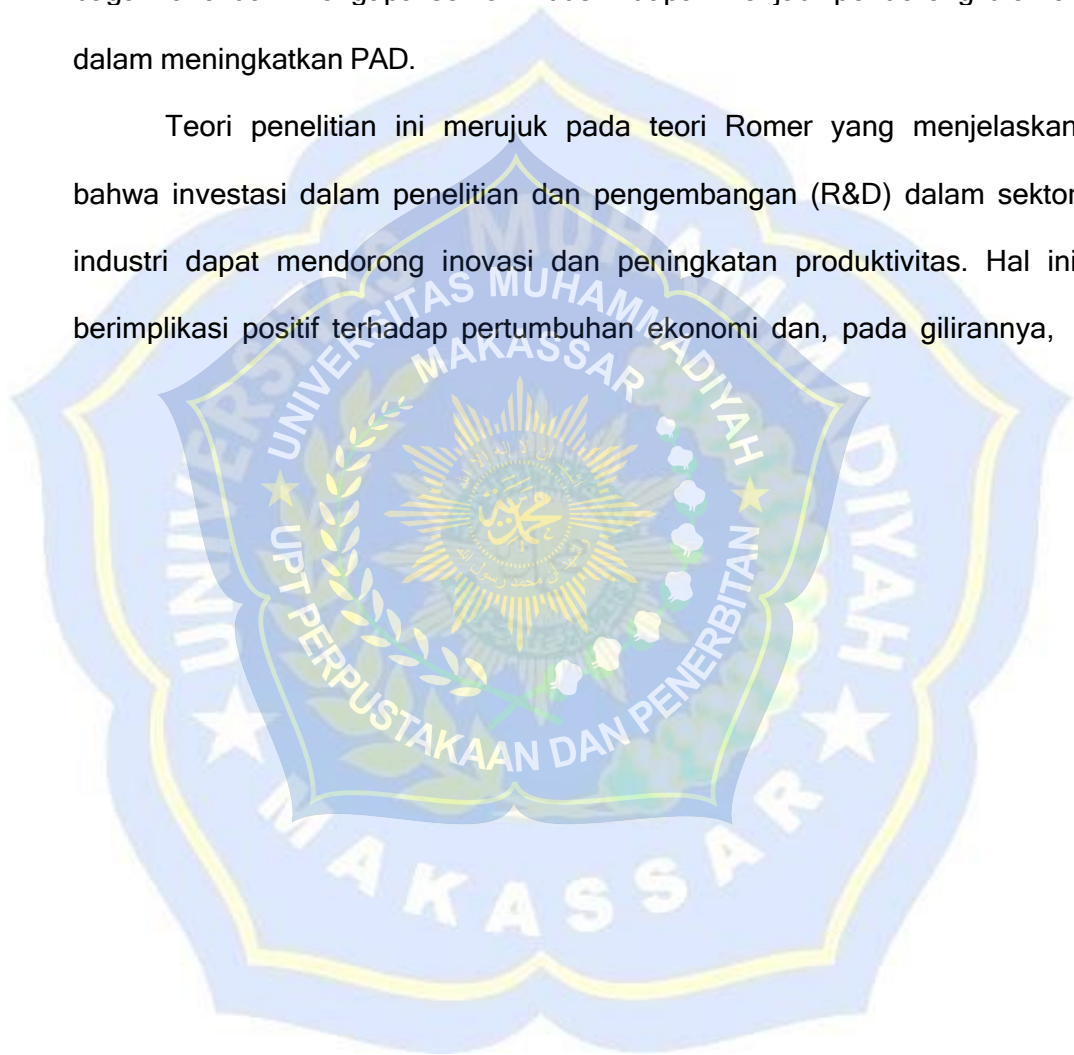 dalam meningkatkan PAD.
Teori penelitian ini merujuk pada teori Romer yang menjelaskan
bahwa investasi dalam penelitian dan pengembangan (R&D) dalam sektor
industri dapat mendorong inovasi dan peningkatan produktivitas. Hal ini
berimplikasi positif terhadap pertumbuhan ekonomi dan, pada gilirannya,
UNIVERSITAS MUHAMMADIYAH
MAKASSAR
UNIVERSITAS MUHAMMADIYAH
MAKASSAR
UPT PERPUSTAKAAN DAN PENERBITAN